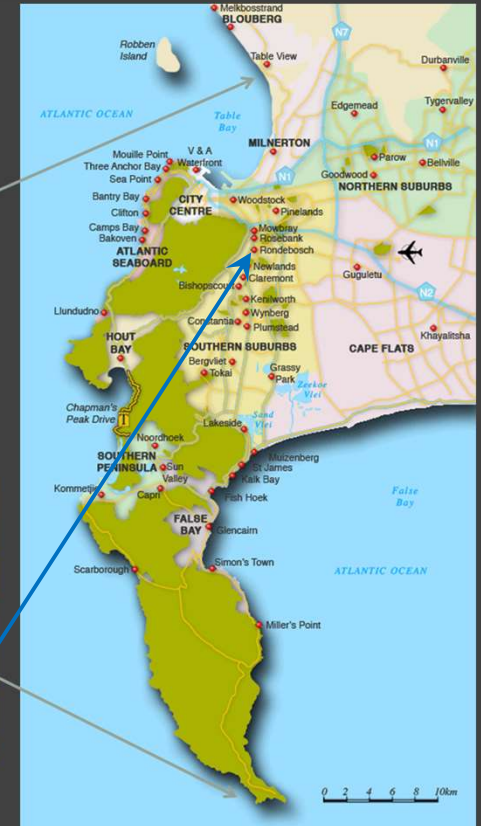 Melkbosstrand
BLOUBERG
N7
Robben
Island
Table View
Durbanville
ATLANTIC OCEAN
Table
Bay
Edgemead
Tygervalley
MILNERTON
N1
Mouille Point
V & A
Waterfront
Three Anchor Bay
Sea Point
N1
Parow
Bellville
Goodwood
NORTHERN SUBURBS
Bantry Bay
CITY
CENTRE
Woodstock
Clifton
Pinelands
Camps Bay
Mowbray
Bakoven
Rosebank
Rondebosch
ATLANTIC
SEABOARD
Newlands
Claremont
Guguletu
Bishopscourt
N2
Kenilworth
Llundudno
Wynberg
Constantia
Plumstead
Khayalitsha
HOUT
BAY
SOUTHERN SUBURBS
CAPE FLATS
Bergvliet
Tokai
Grassy
Park
Zeekoe
Vlei
Chapman's
Peak Drive
T
Sand
Vlei
Lakeside
Noordhoek
SOUTHERN
PENINSULA
Muizenberg
Sun
Valley
St James
Kalk Bay
Kommetjie
Capri
Fish Hoek
False
Bay
FALSE
BAY
Glencairn
Scarborough
Simon's Town
ATLANTIC OCEAN
Miller's Point
0 2 4 6 8 10km